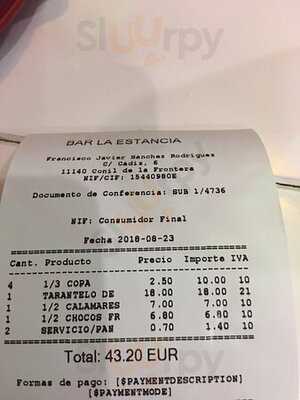 Sluurpy
BAR LA ESTANCIA
Francisco Javier Sanchez Rodriguez
C/ Cadiz, 6
11140 Conil de la Frontera
NIF/CIF: 15440980E
Documento de Conferencia: SUB 1/4736
NIF: Consumidor Final
Fecha 2018-08-23
Cant. Producto Precio Importe IVA
4 1/3 COPA 2.50 10.00 10
1 TARANTELO DE 18.00 18.00 21
1 1/2 CALAMARES 7.00 7.00 10
1 1/2 CHOCOS FR 6.80 6.80 10
2 SERVICIO/PAN 0.70 1.40 10
Total: 43.20 EUR
Formas de pago: [$PAYMENTDESCRIPTION]
[$PAYMENTMODE]